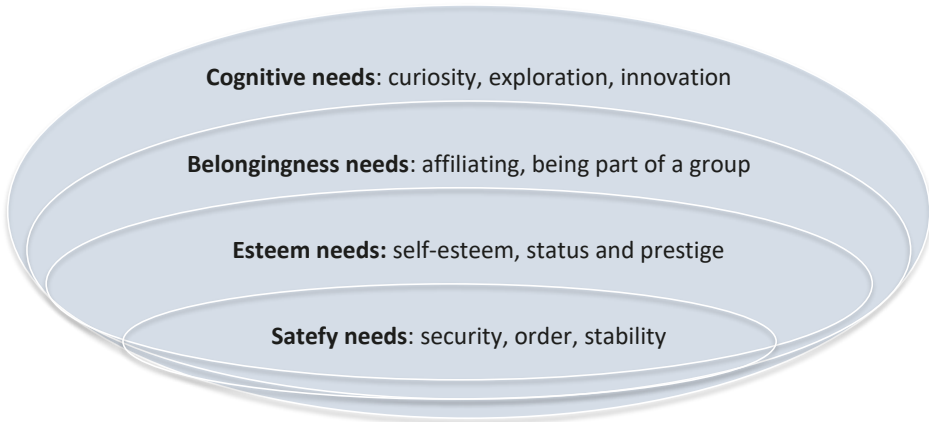 Cognitive needs: curiosity, exploration, innovation
Belongingness needs: affiliating, being part of a group
Esteem needs: self-esteem, status and prestige
Satefy needs: security, order, stability